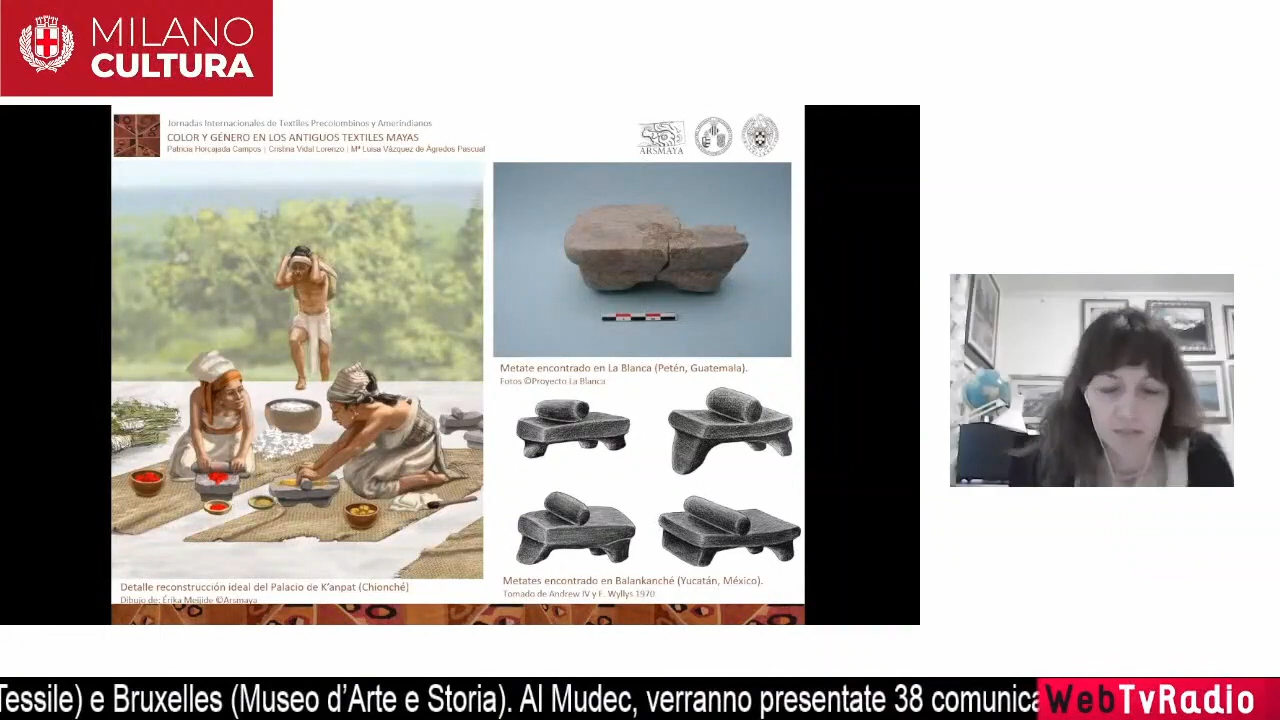 MILANO
CULTURA
Jornadas Internacionales de Textiles Precolombinos y Amerindianos
COLOR Y GÉNERO EN LOS ANTIGUOS TEXTILES MAYAS
Patricia Horcajada Campos | Cristina Vidal Lorenzo | Mª Luisa Vázquez de Ágredos Pascual
ARSMAYA
Metate encontrado en La Blanca (Petén, Guatemala).
Fotos ©Proyecto La Blanca
Metates encontrado en Balankanché (Yucatán, México).
Tomado de Andrew IV y E. Wyllys 1970
Detalle reconstrucción ideal del Palacio de K'anpat (Chionché)
Dibujo de: Érika Meijide ©Arsmaya
Tessile) e Bruxelles (Museo d'Arte e Storia). Al Mudec, verranno presentate 38 comunica
WebTvRadio